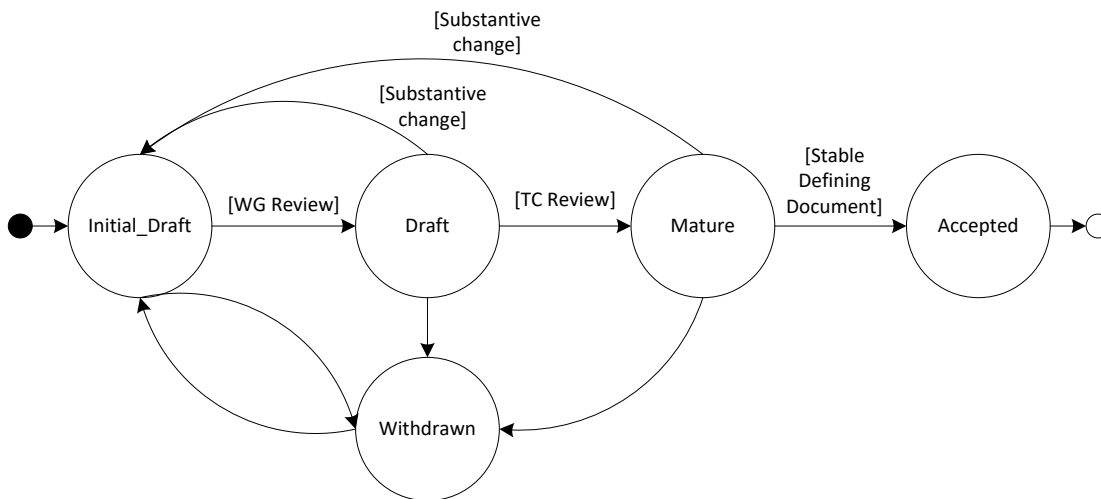 [Substantive
change]
[Substantive
change]
[Stable
Defining
Document]
[WG Review]
[TC Review]
Initial_Draft
Draft
Mature
Accepted
Withdrawn